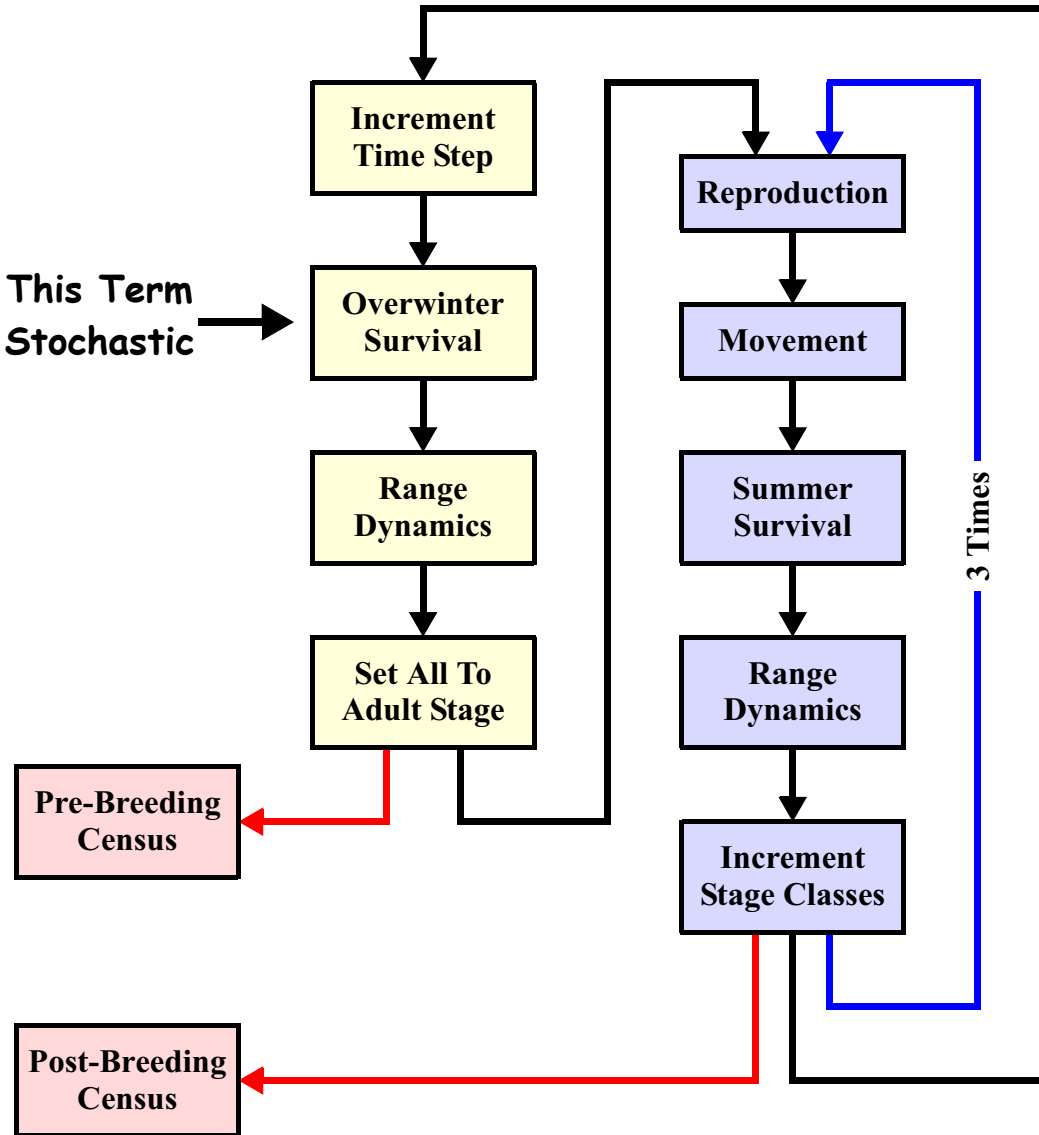 Increment
Time Step
This Term
Stochastic
Overwinter
Survival
Range
Dynamics
Set All To
Adult Stage
Pre-Breeding
Census
Reproduction
Movement
Summer
Survival
Range
Dynamics
Increment
Stage Classes
3 Times
Post-Breeding
Census